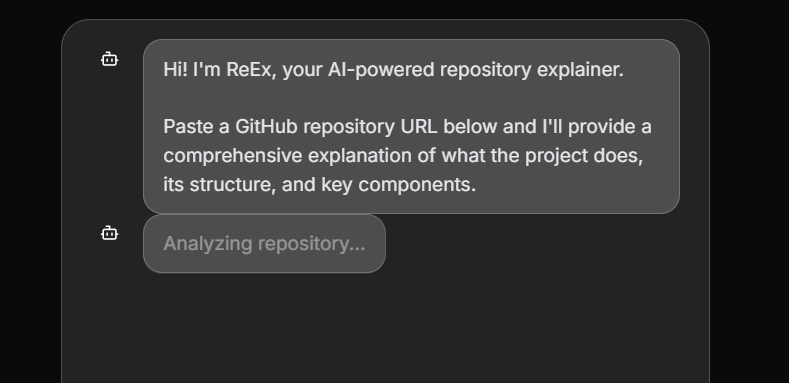 Hi! I'm ReEx, your AI-powered repository explainer.
Paste a GitHub repository URL below and I'll provide a
comprehensive explanation of what the project does,
its structure, and key components.
Analyzing repository...